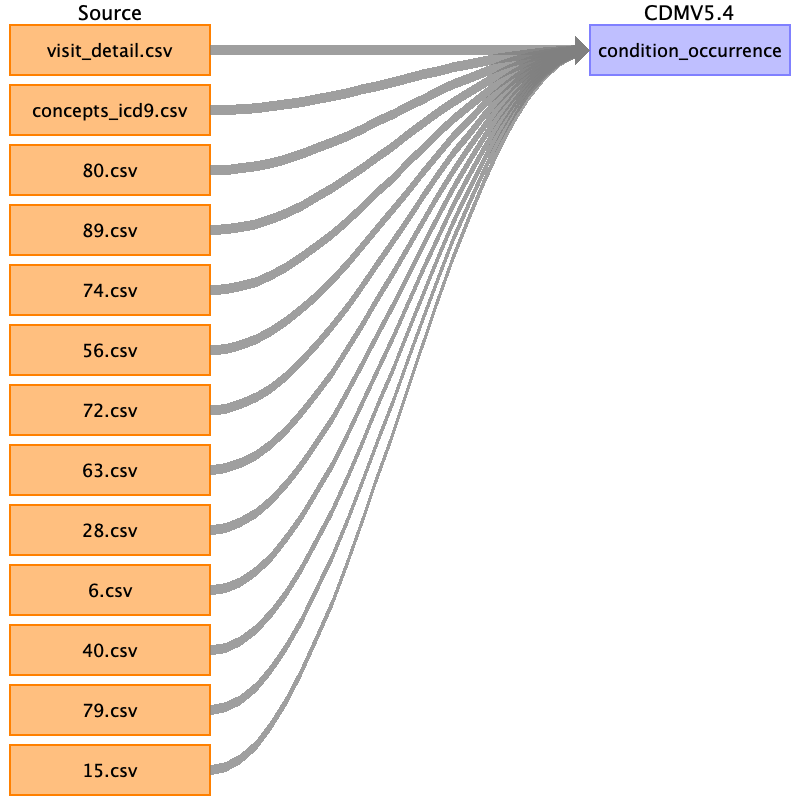 Source
CDMV5.4
visit_detail.csv
condition_occurrence
concepts_icd9.csv
80.csv
89.csv
74.csv
56.csv
72.csv
63.csv
28.csv
6.csv
40.csv
79.csv
15.csv